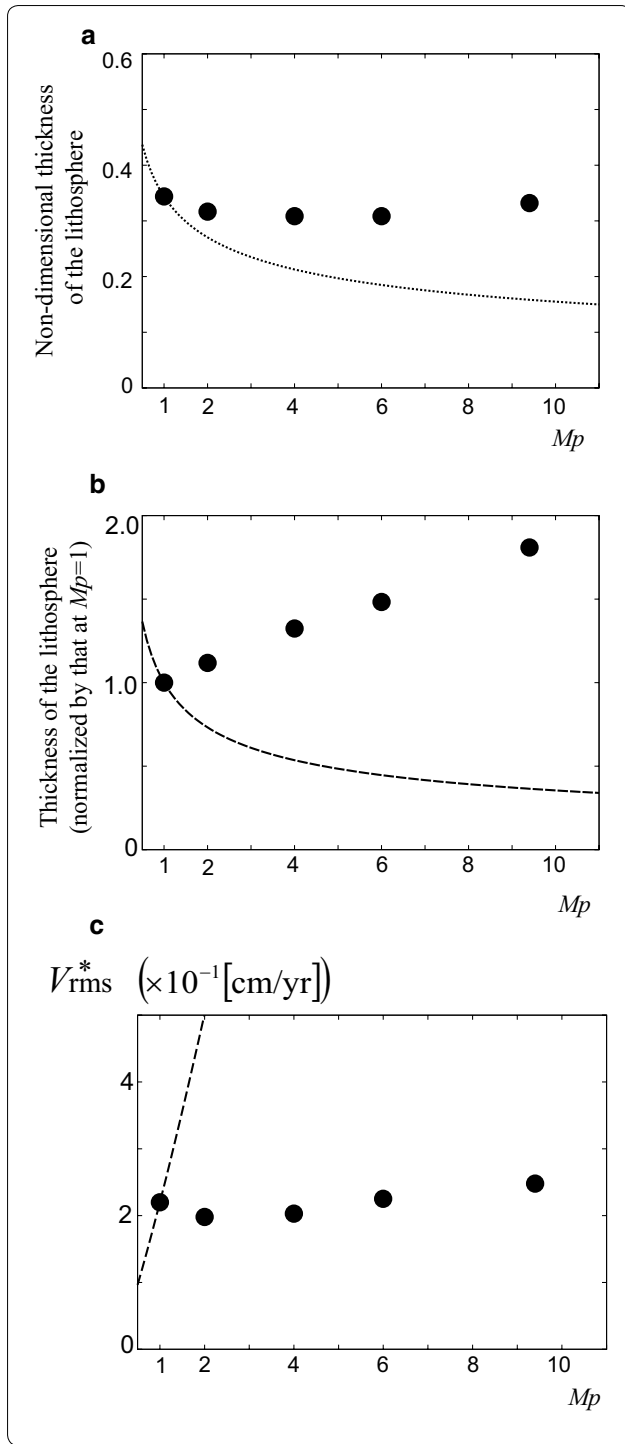 a
0.6
0.4
0.2
0
Non-dimensional thickness
of the lithosphere
1 2 4 6 8 10
Mp
b
2.0
1.0
0
Thickness of the lithosphere
(normalized by that at Mp=1)
1 2 4 6 8 10
Mp
c
V*rms (×10⁻¹[cm/yr])
4
2
0
1 2 4 6 8 10
Mp